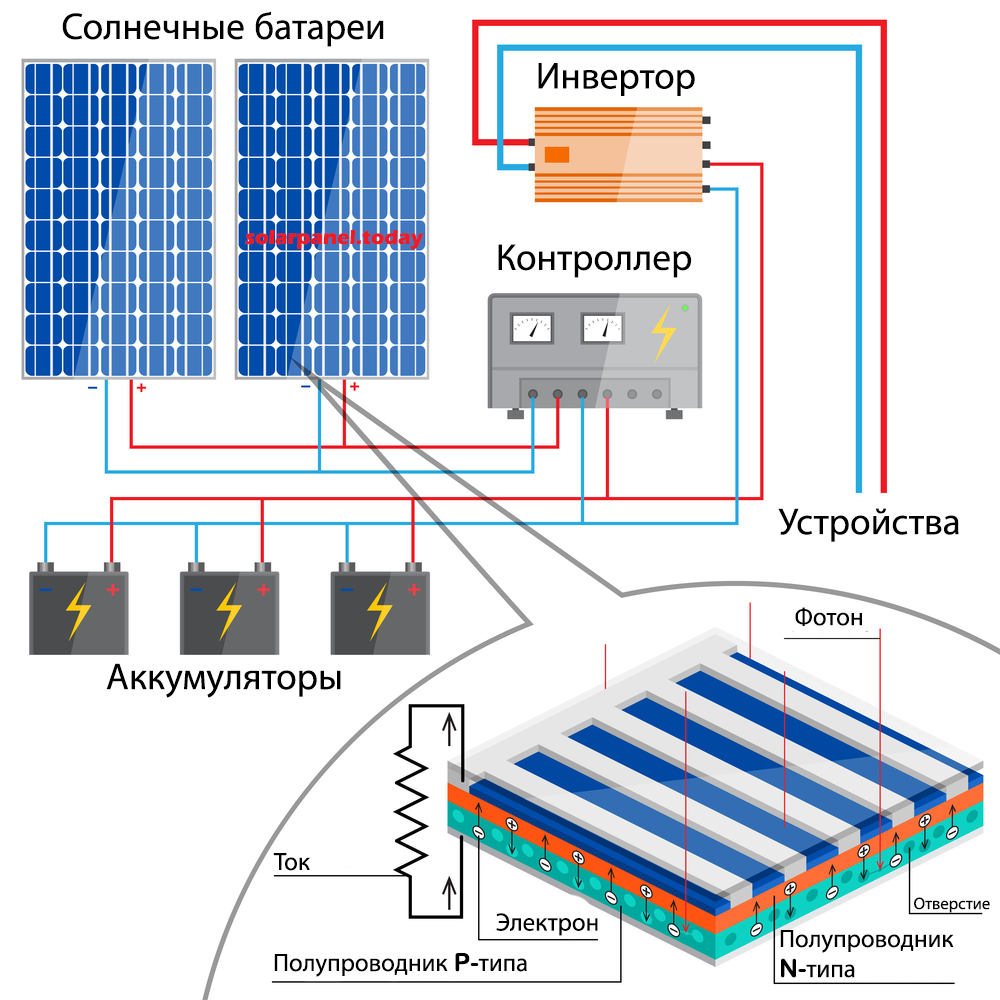 Солнечные батареи
Инвертор
solarpanel.today
Контроллер
− + − +
Устройства
− + − + − +
Аккумуляторы
Фотон
Ток
Отверстие
Электрон
Полупроводник
N-типа
Полупроводник P-типа